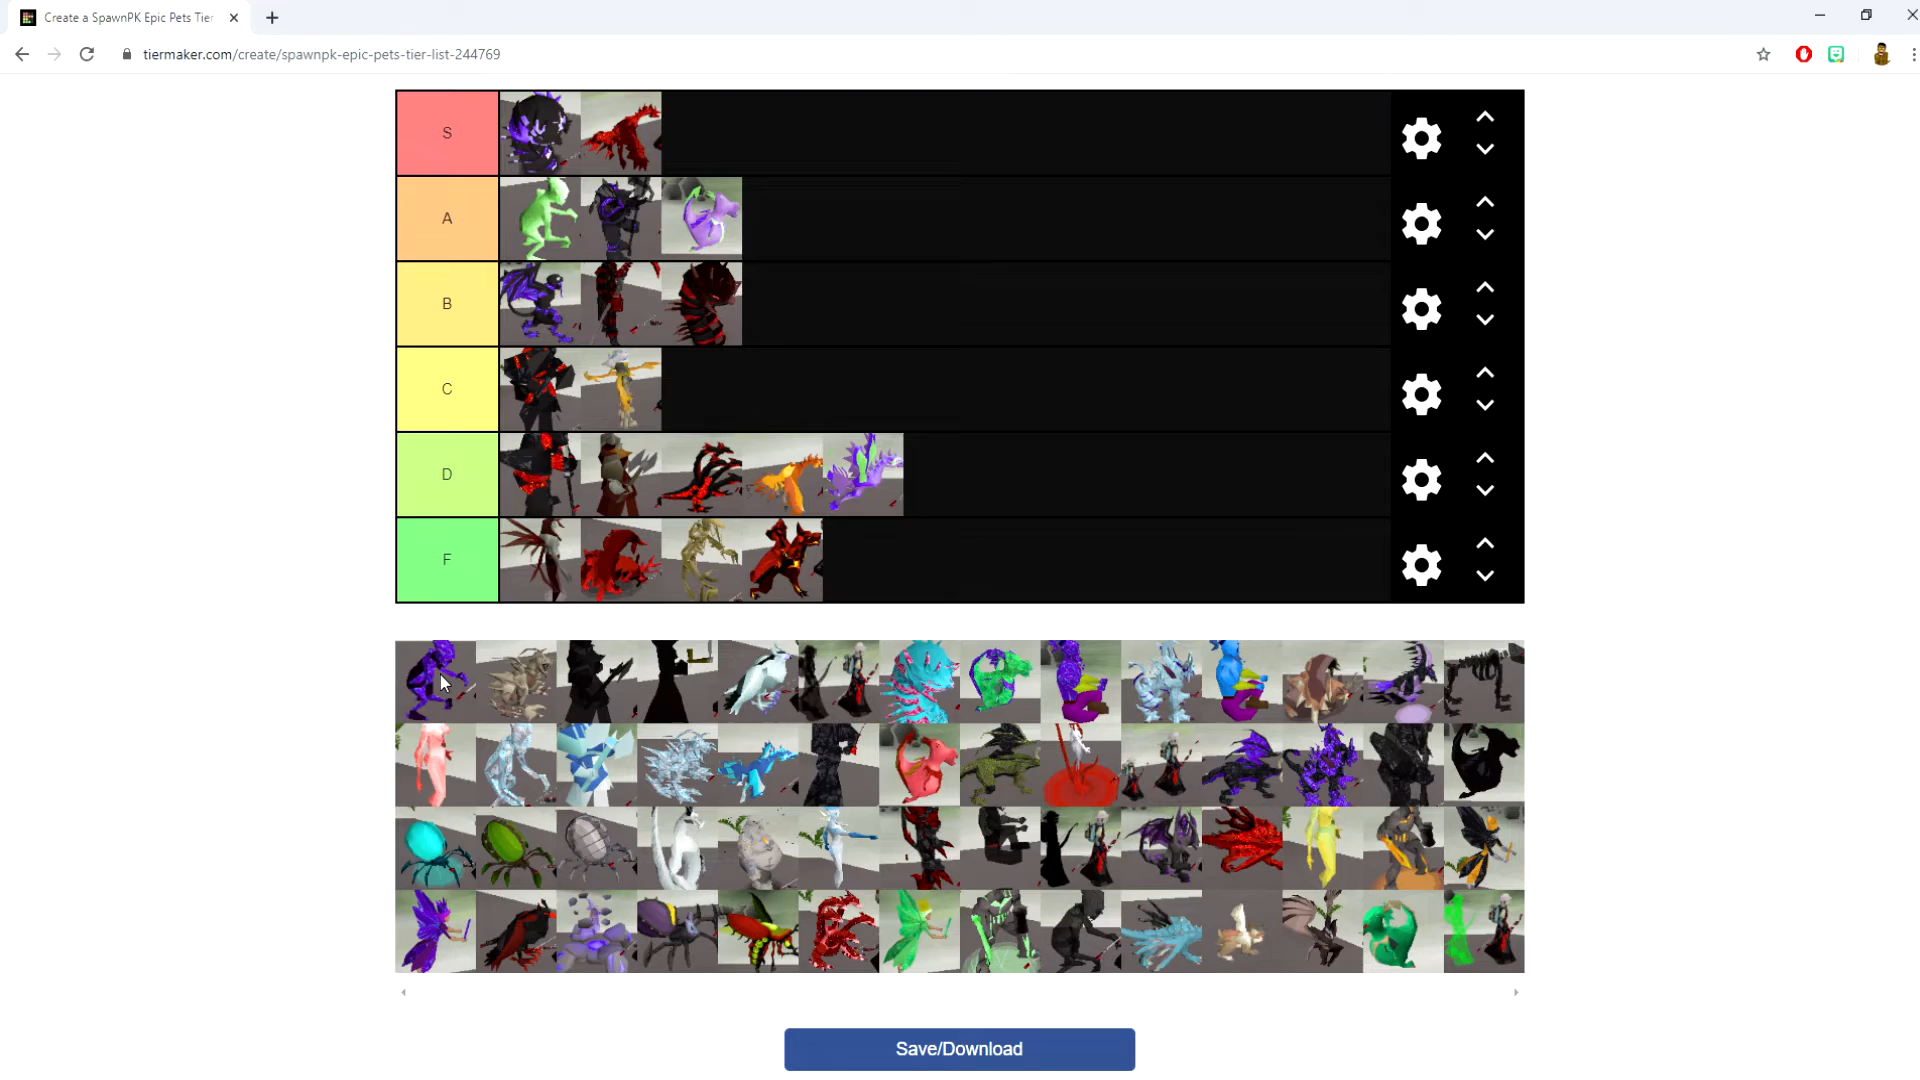 Create a SpawnPK Epic Pets Tier
tiermaker.com/create/spawnpk-epic-pets-tier-list-244769
S
A
B
C
D
F
Save/Download